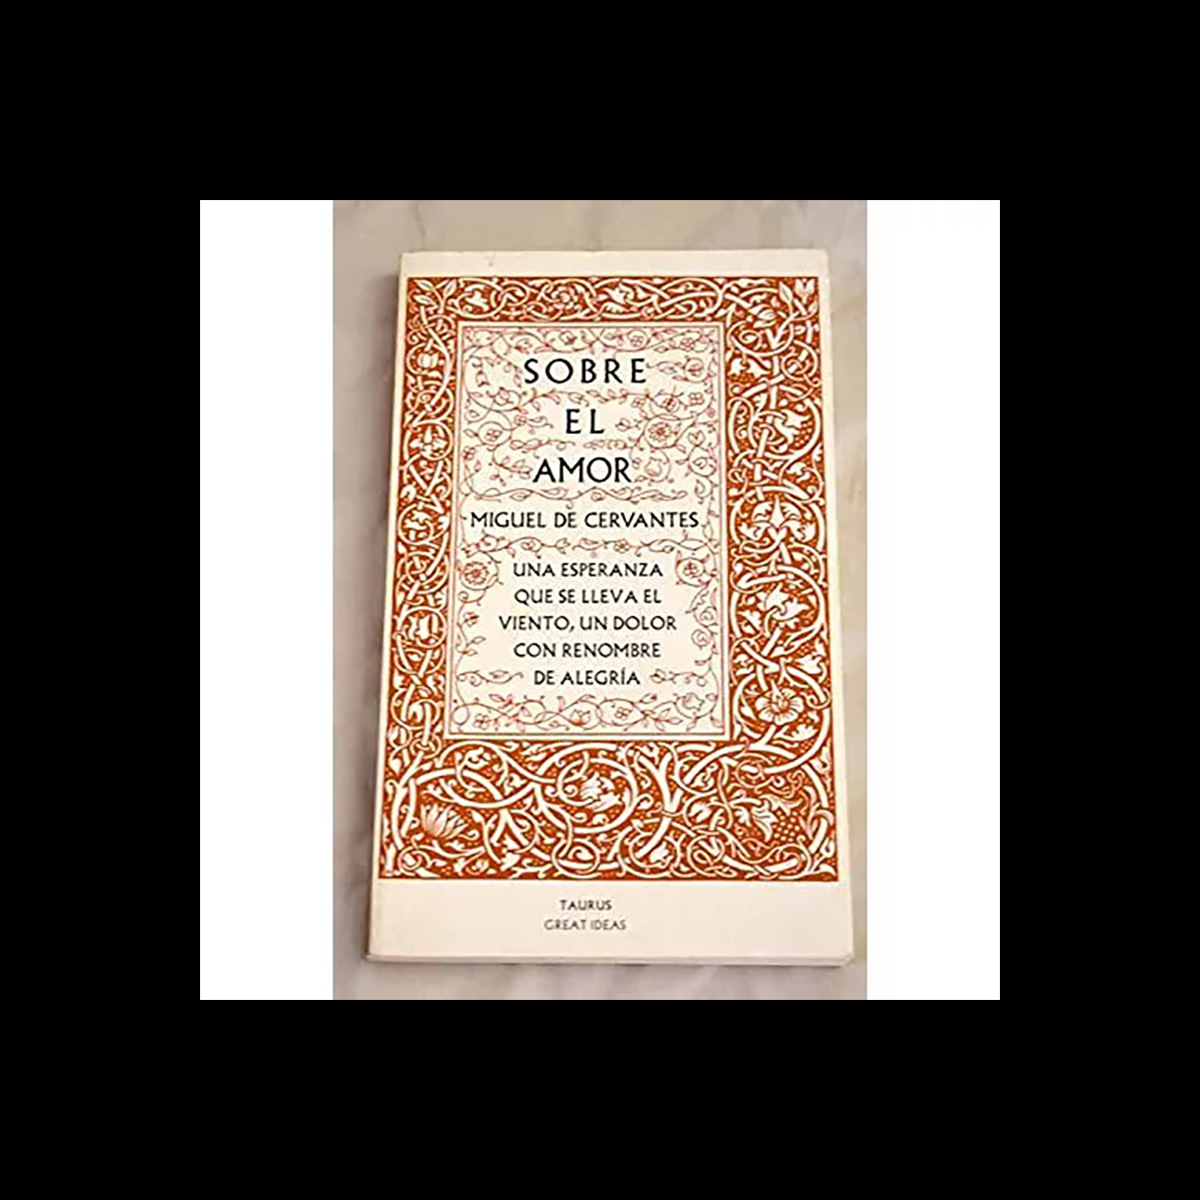 SOBRE
EL
AMOR
MIGUEL DE CERVANTES
UNA ESPERANZA
QUE SE LLEVA EL
VIENTO, UN DOLOR
CON RENOMBRE
DE ALEGRÍA
TAURUS
GREAT IDEAS